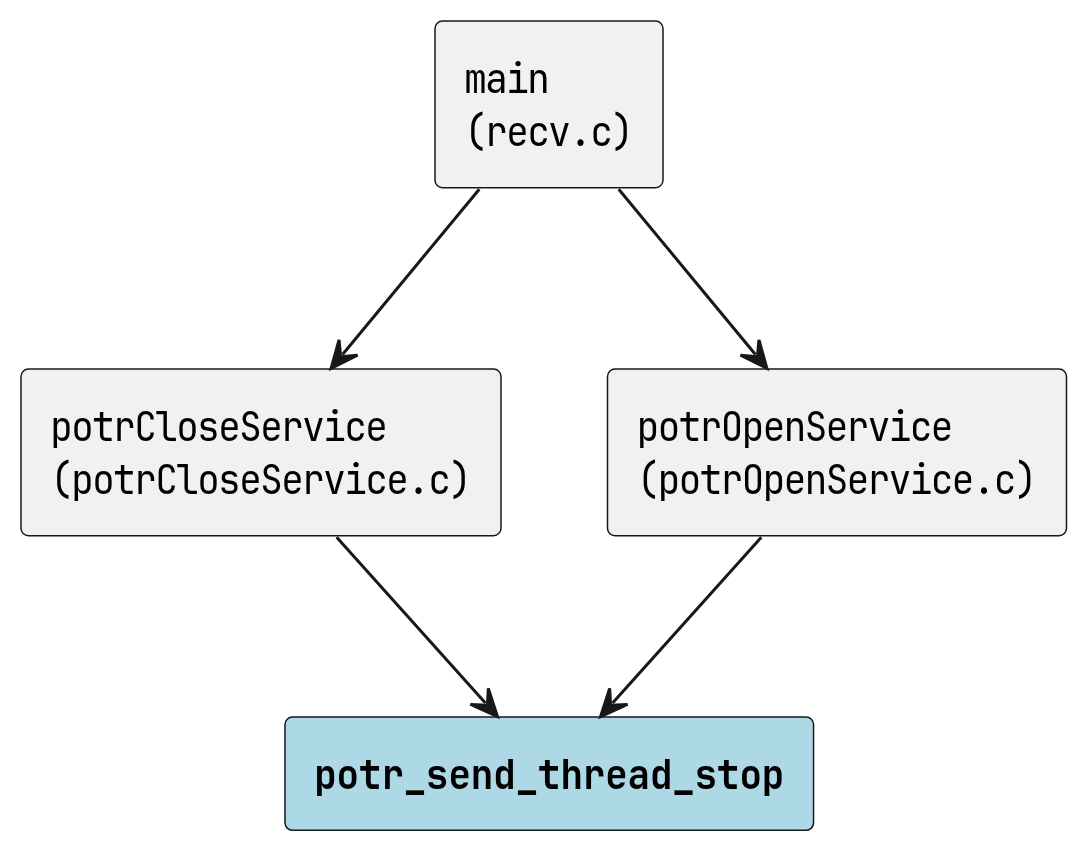 main
(recv.c)
potrCloseService
(potrCloseService.c)
potrOpenService
(potrOpenService.c)
potr_send_thread_stop